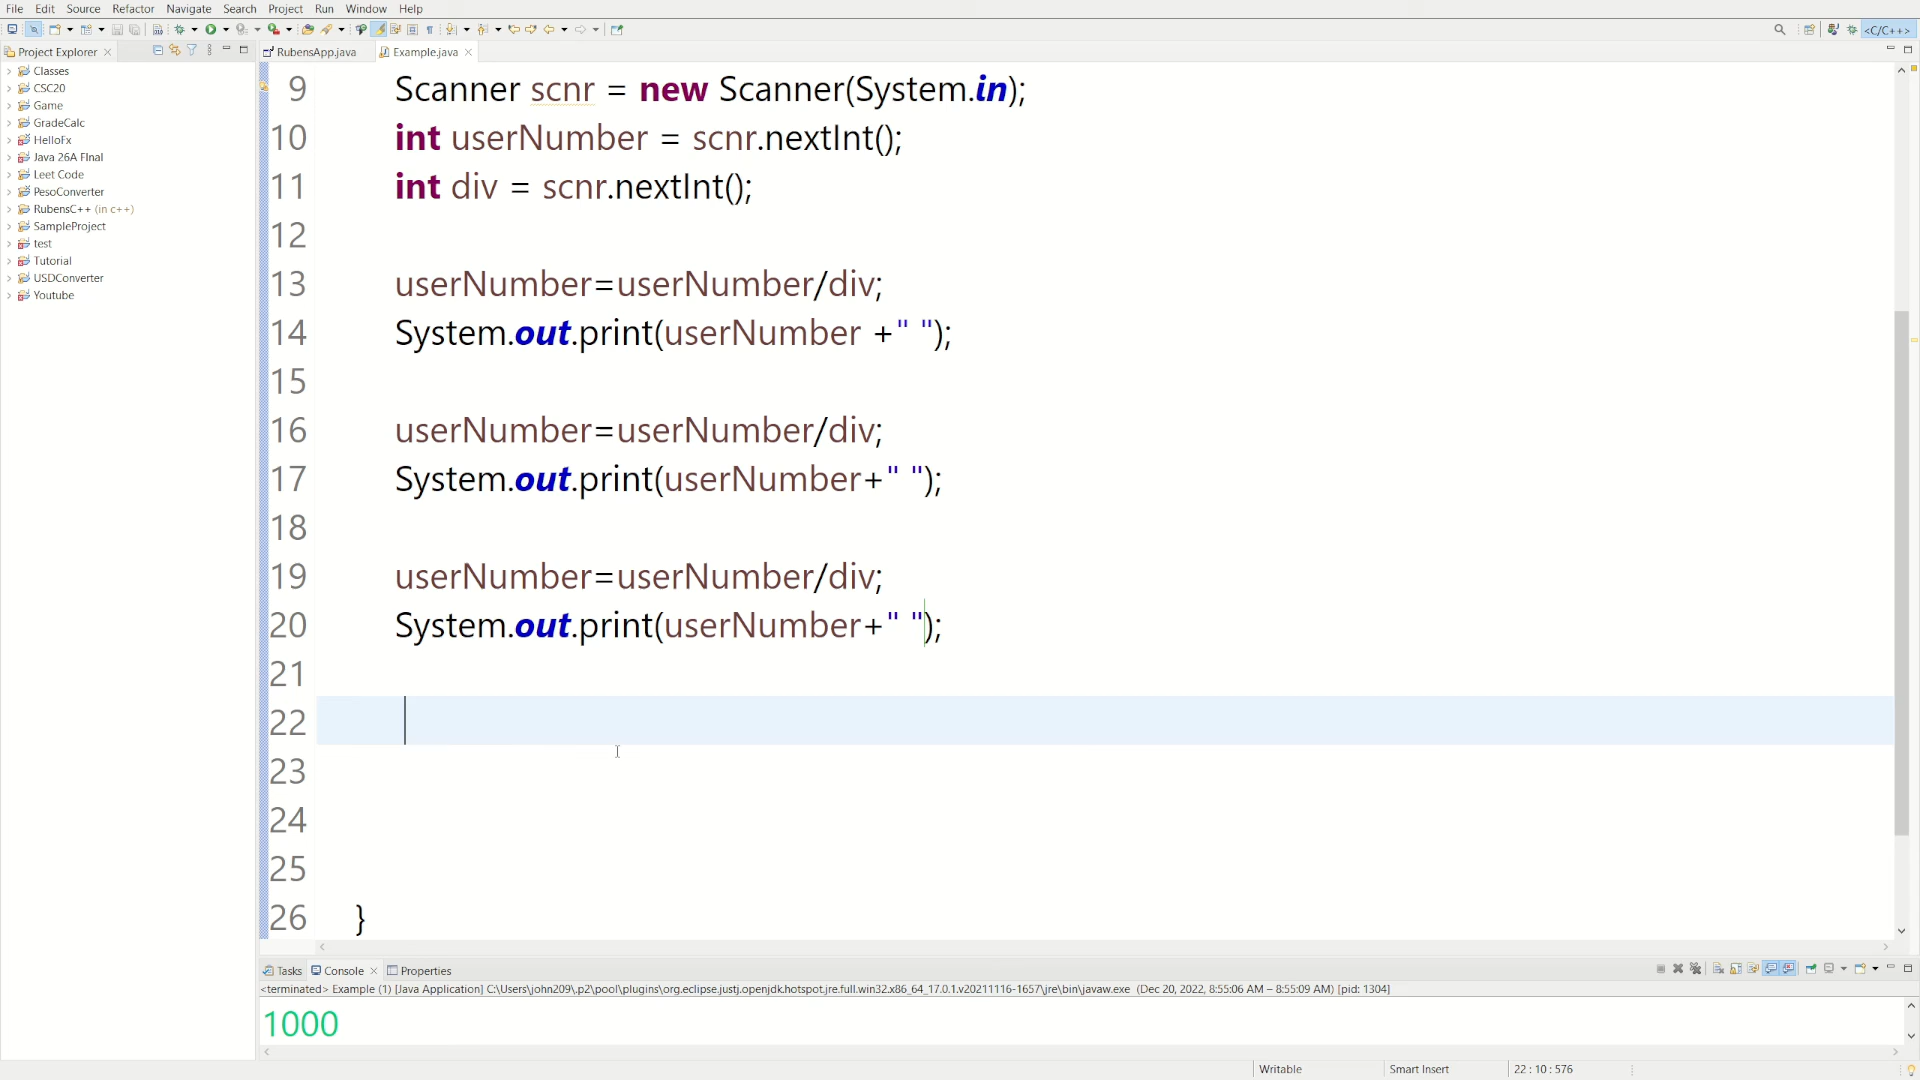 File Edit Source Refactor Navigate Search Project Run Window Help
<C/C++>
Project Explorer
RubensApp.java
Example.java
Classes
CSC20
Game
GradeCalc
HelloFx
Java 26A FInal
Leet Code
PesoConverter
RubensC++ (in c++)
SampleProject
test
Tutorial
USDConverter
Youtube
9 Scanner scnr = new Scanner(System.in);
10 int userNumber = scnr.nextInt();
11 int div = scnr.nextInt();
12
13 userNumber=userNumber/div;
14 System.out.print(userNumber +" ");
15
16 userNumber=userNumber/div;
17 System.out.print(userNumber+" ");
18
19 userNumber=userNumber/div;
20 System.out.print(userNumber+" ");
21
22
23
24
25
26 }
Tasks Console Properties
<terminated> Example (1) [Java Application] C:\Users\john209\.p2\pool\plugins\org.eclipse.justj.openjdk.hotspot.jre.full.win32.x86_64_17.0.1.v20211116-1657\jre\bin\javaw.exe (Dec 20, 2022, 8:55:06 AM – 8:55:09 AM) [pid: 1304]
1000
Writable Smart Insert 22 : 10 : 576